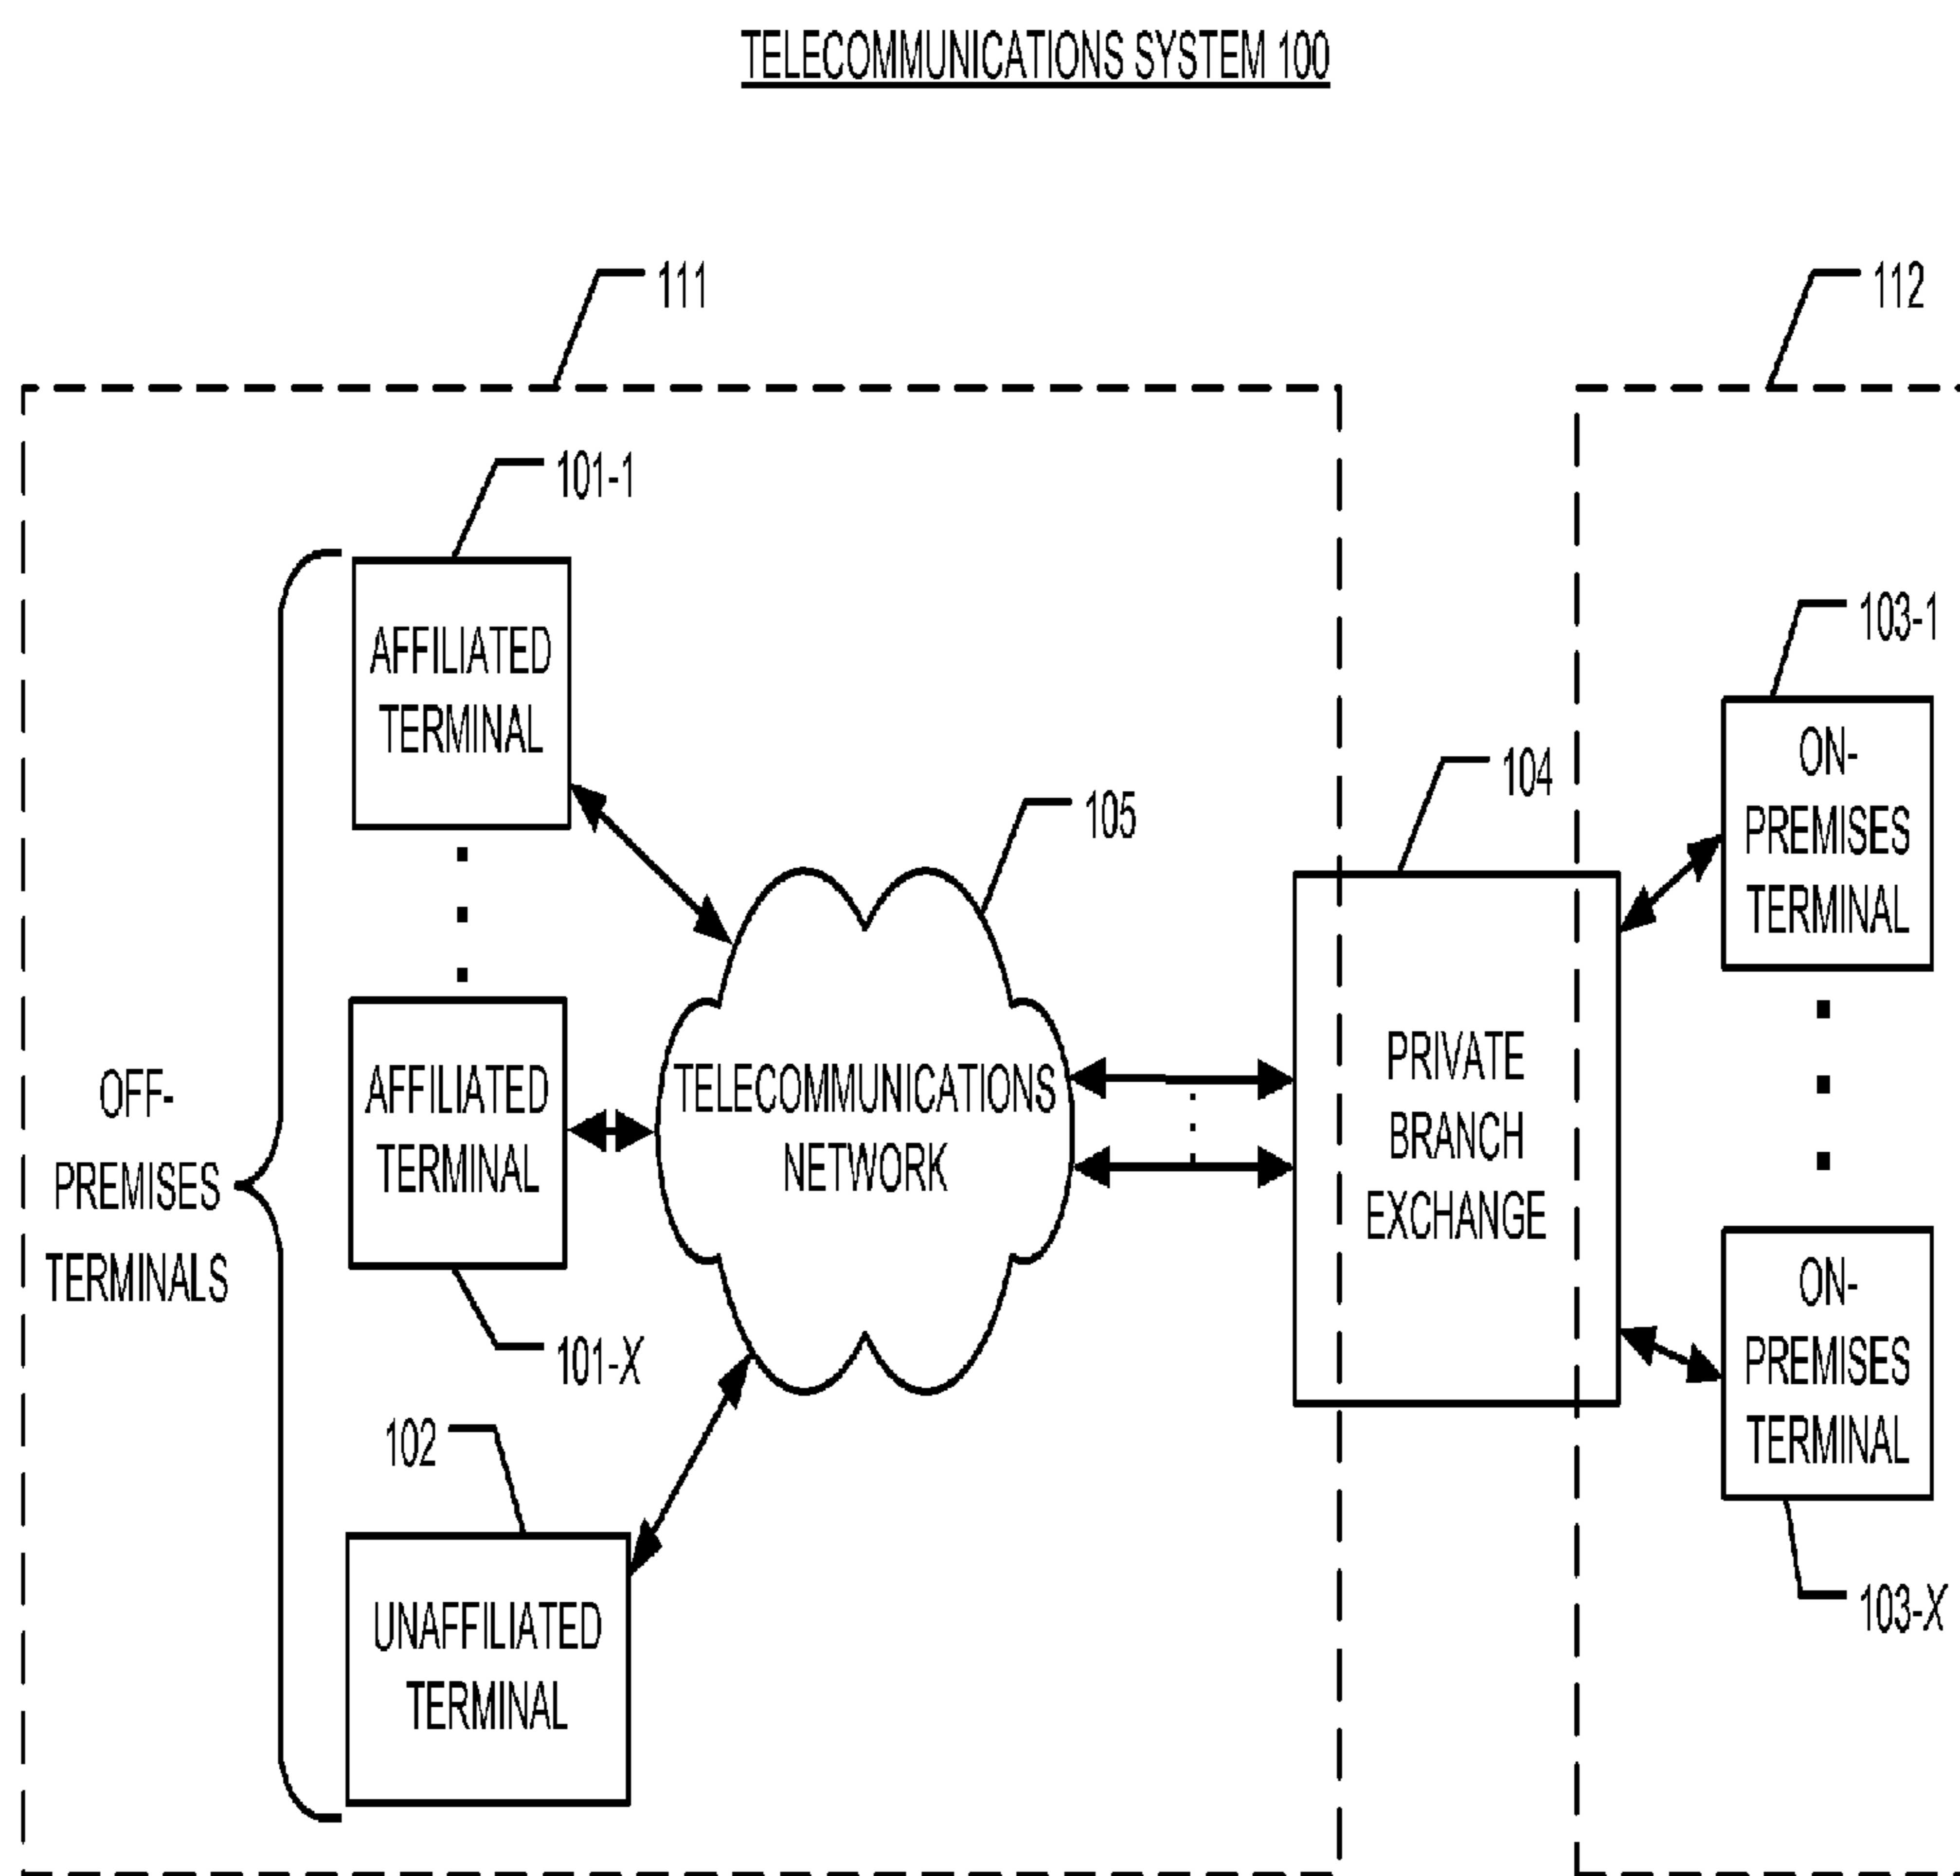 TELECOMMUNICATIONS SYSTEM 100
111
112
101-1
AFFILIATED
TERMINAL
103-1
ON-
PREMISES
TERMINAL
104
105
OFF-
PREMISES
TERMINALS
AFFILIATED
TERMINAL
101-X
TELECOMMUNICATIONS
NETWORK
PRIVATE
BRANCH
EXCHANGE
ON-
PREMISES
TERMINAL
103-X
102
UNAFFILIATED
TERMINAL